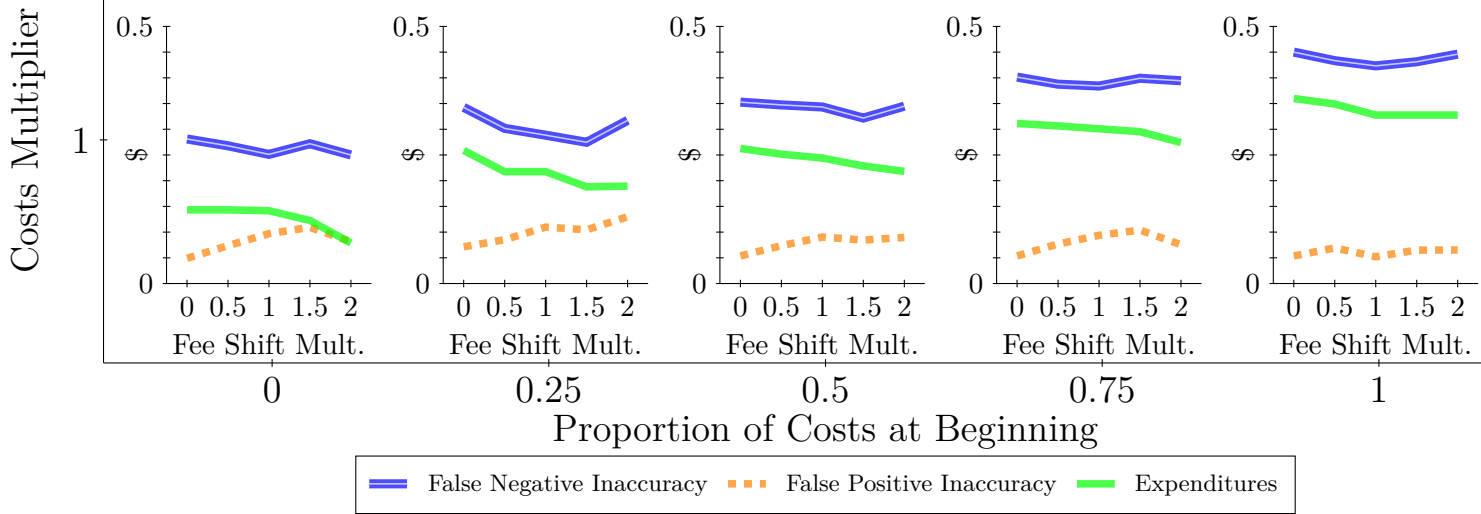 Costs Multiplier
1
0.5 0.5 0.5 0.5 0.5
$ $ $ $ $
0 0 0 0 0
0 0.5 1 1.5 2 0 0.5 1 1.5 2 0 0.5 1 1.5 2 0 0.5 1 1.5 2 0 0.5 1 1.5 2
Fee Shift Mult. Fee Shift Mult. Fee Shift Mult. Fee Shift Mult. Fee Shift Mult.
0 0.25 0.5 0.75 1
Proportion of Costs at Beginning
False Negative Inaccuracy False Positive Inaccuracy Expenditures